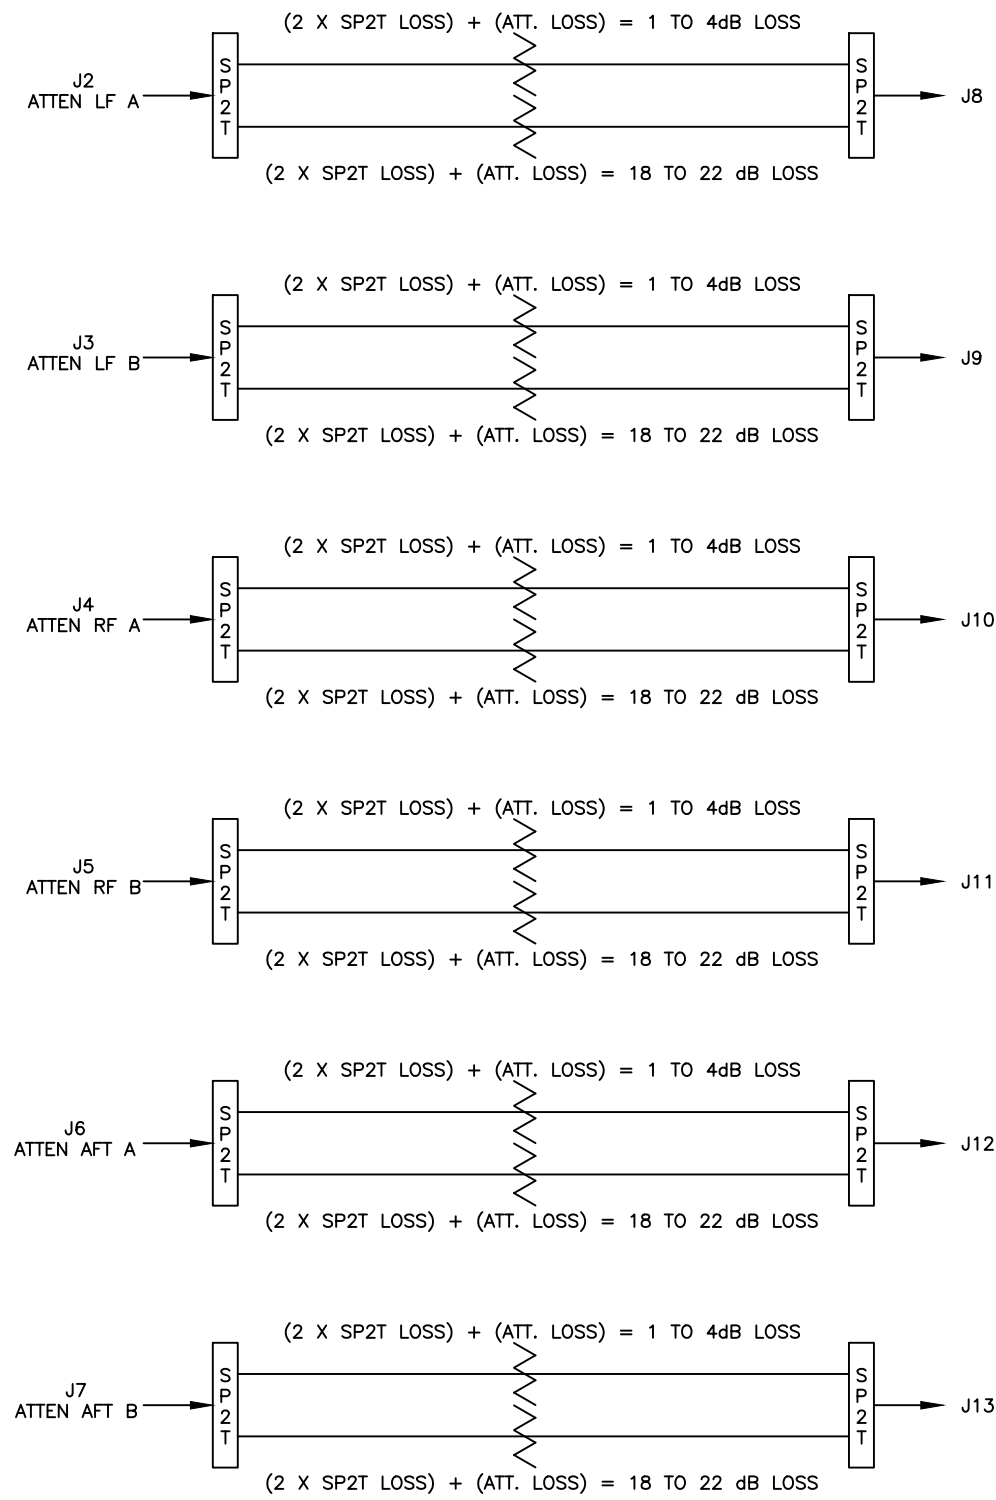 (2 X SP2T LOSS) + (ATT. LOSS) = 1 TO 4dB LOSS
J2
ATTEN LF A
SP2T
SP2T
J8
(2 X SP2T LOSS) + (ATT. LOSS) = 18 TO 22 dB LOSS
(2 X SP2T LOSS) + (ATT. LOSS) = 1 TO 4dB LOSS
J3
ATTEN LF B
SP2T
SP2T
J9
(2 X SP2T LOSS) + (ATT. LOSS) = 18 TO 22 dB LOSS
(2 X SP2T LOSS) + (ATT. LOSS) = 1 TO 4dB LOSS
J4
ATTEN RF A
SP2T
SP2T
J10
(2 X SP2T LOSS) + (ATT. LOSS) = 18 TO 22 dB LOSS
(2 X SP2T LOSS) + (ATT. LOSS) = 1 TO 4dB LOSS
J5
ATTEN RF B
SP2T
SP2T
J11
(2 X SP2T LOSS) + (ATT. LOSS) = 18 TO 22 dB LOSS
(2 X SP2T LOSS) + (ATT. LOSS) = 1 TO 4dB LOSS
J6
ATTEN AFT A
SP2T
SP2T
J12
(2 X SP2T LOSS) + (ATT. LOSS) = 18 TO 22 dB LOSS
(2 X SP2T LOSS) + (ATT. LOSS) = 1 TO 4dB LOSS
J7
ATTEN AFT B
SP2T
SP2T
J13
(2 X SP2T LOSS) + (ATT. LOSS) = 18 TO 22 dB LOSS